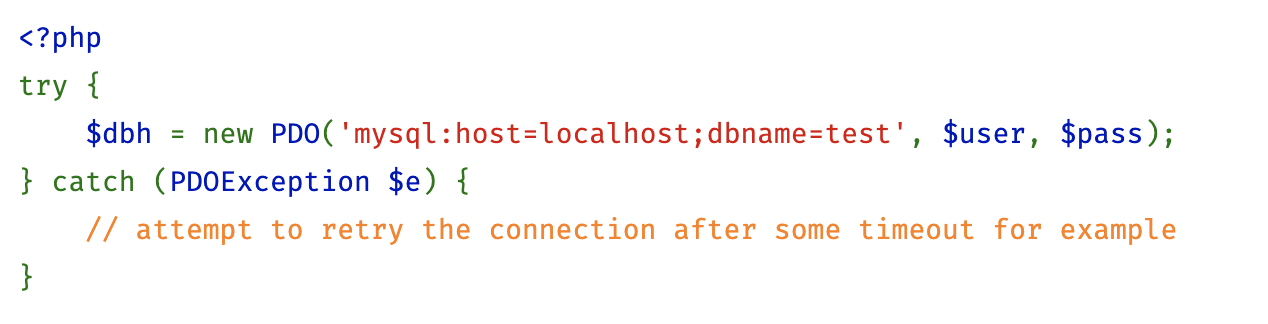 <?php
try {
    $dbh = new PDO('mysql:host=localhost;dbname=test', $user, $pass);
} catch (PDOException $e) {
    // attempt to retry the connection after some timeout for example
}